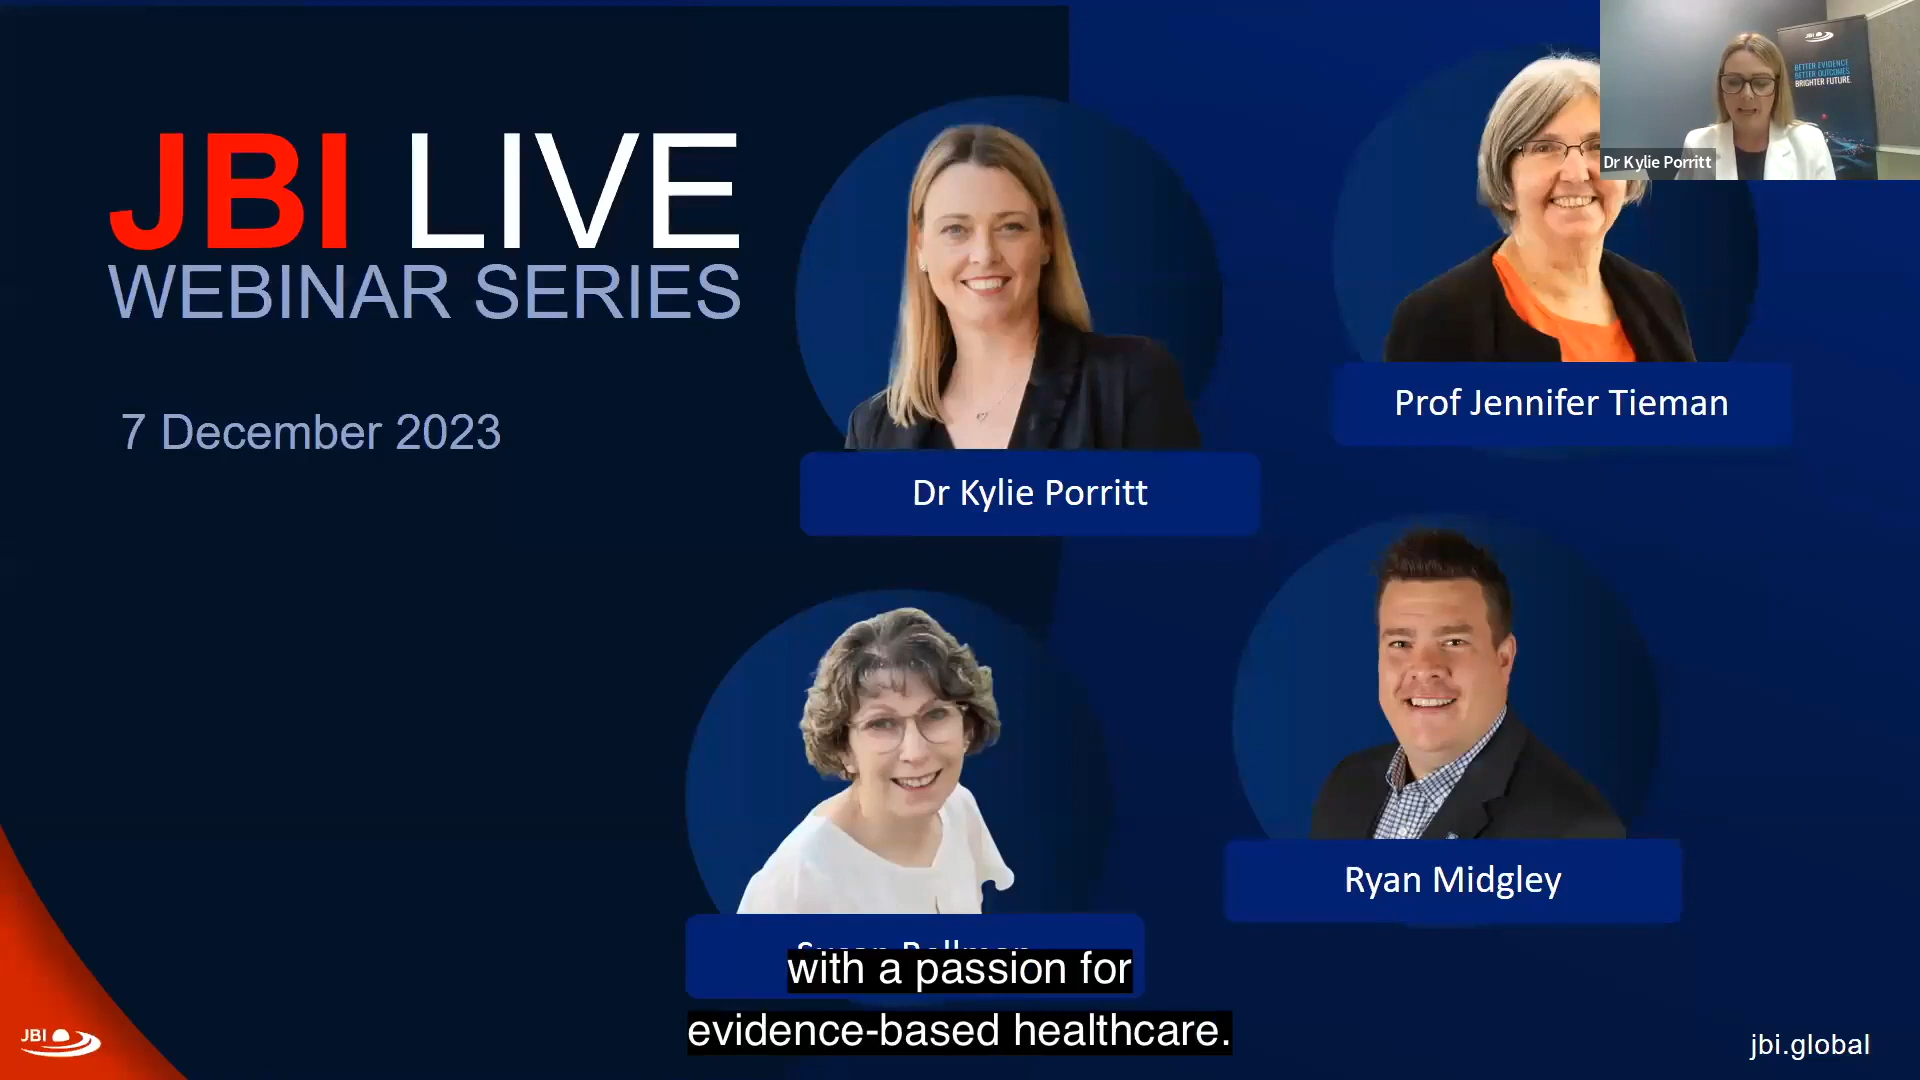 JBI LIVE
WEBINAR SERIES
7 December 2023
Dr Kylie Porritt
Prof Jennifer Tieman
Ryan Midgley
with a passion for
evidence-based healthcare.
JBI
jbi.global
JBI
BETTER EVIDENCE
BETTER OUTCOMES
BRIGHTER FUTURE
Dr Kylie Porritt